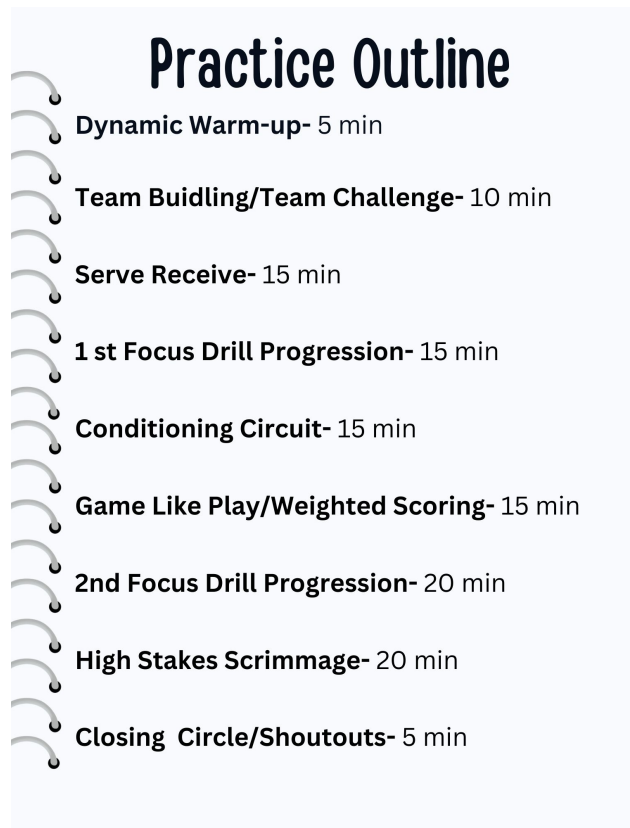 Practice Outline
Dynamic Warm-up- 5 min
Team Buidling/Team Challenge- 10 min
Serve Receive- 15 min
1 st Focus Drill Progression- 15 min
Conditioning Circuit- 15 min
Game Like Play/Weighted Scoring- 15 min
2nd Focus Drill Progression- 20 min
High Stakes Scrimmage- 20 min
Closing  Circle/Shoutouts- 5 min